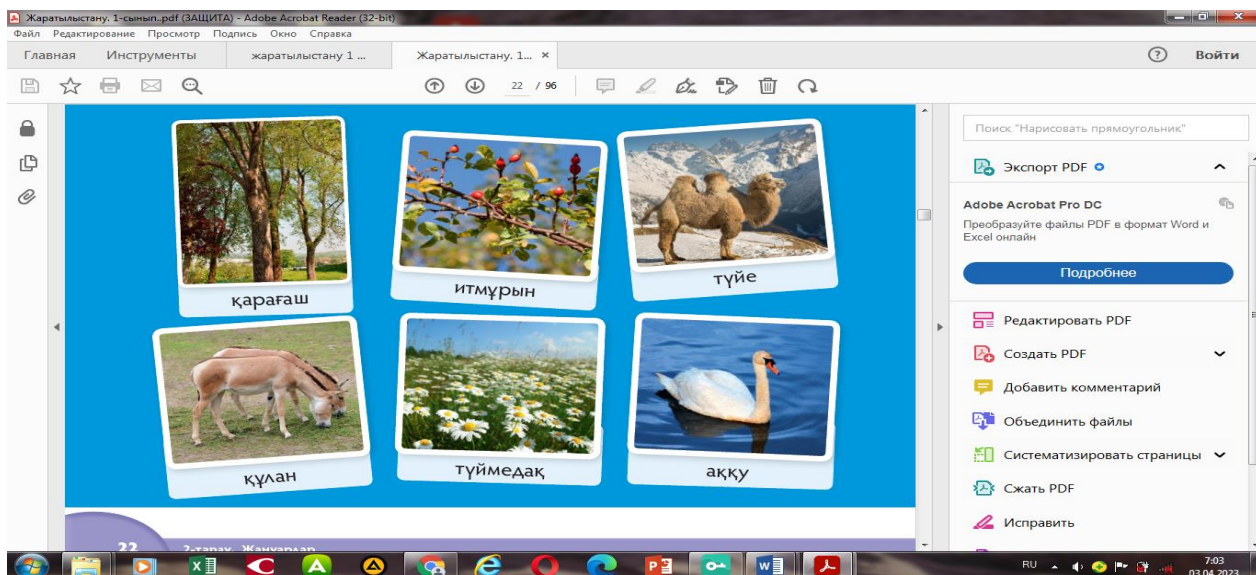 Жаратылыстану. 1-сынып..pdf (ЗАЩИТА) - Adobe Acrobat Reader (32-bit)
Файл Редактирование Просмотр Подпись Окно Справка
Главная Инструменты жаратылыстану 1 ... Жаратылыстану. 1... × Войти
22 / 96
Поиск "Нарисовать прямоугольник"
Экспорт PDF
Adobe Acrobat Pro DC
Преобразуйте файлы PDF в формат Word и
Excel онлайн
Подробнее
Редактировать PDF
Создать PDF
Добавить комментарий
Объединить файлы
Систематизировать страницы
Сжать PDF
Исправить
қарағаш
итмұрын
түйе
құлан
түймедақ
аққу
22 2-тарау. Жануарлар
RU 7:03
03.04.2023